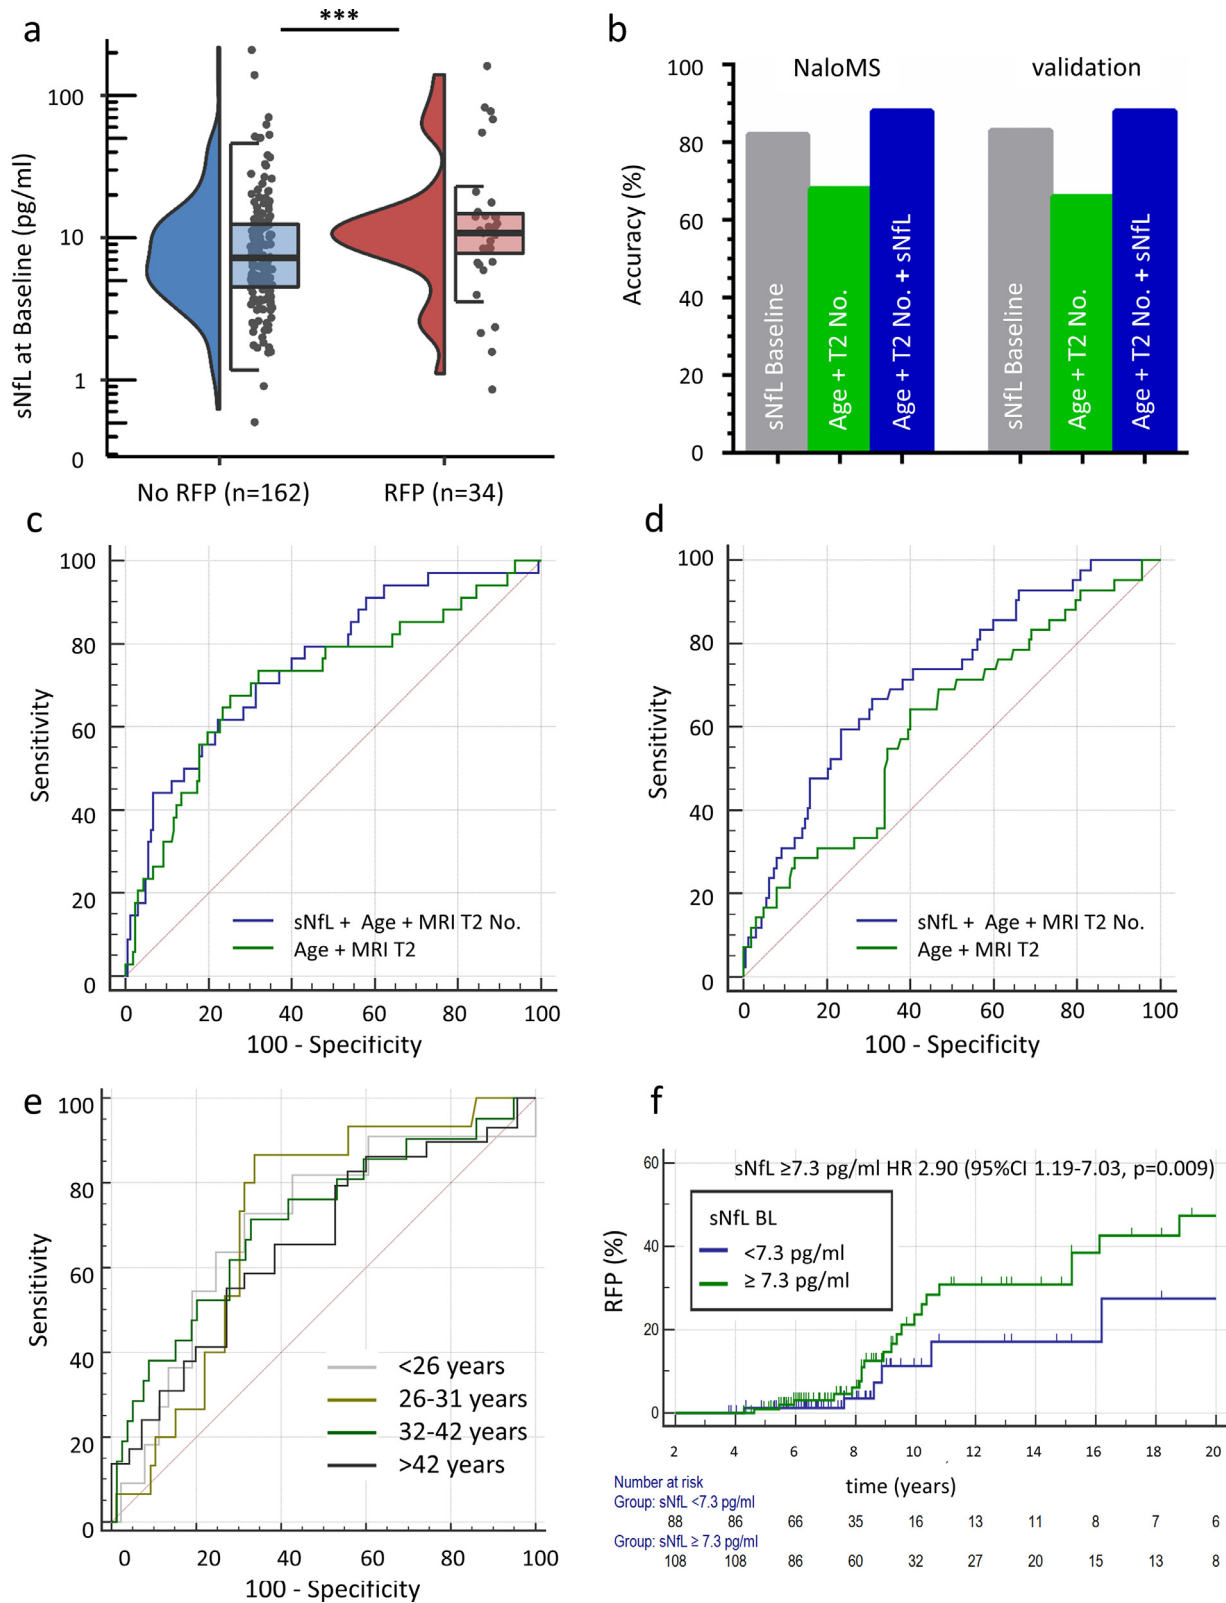 a
***
sNfL at Baseline (pg/ml)
100
10
1
0
No RFP (n=162)
RFP (n=34)
b
NaloMS
validation
Accuracy (%)
100
80
60
40
20
0
sNfL Baseline
Age + T2 No.
Age + T2 No. + sNfL
sNfL Baseline
Age + T2 No.
Age + T2 No. + sNfL
c
Sensitivity
100
80
60
40
20
0
sNfL + Age + MRI T2 No.
Age + MRI T2
0 20 40 60 80 100
100 - Specificity
d
Sensitivity
100
80
60
40
20
0
sNfL + Age + MRI T2 No.
Age + MRI T2
0 20 40 60 80 100
100 - Specificity
e
Sensitivity
100
80
60
40
20
0
<26 years
26-31 years
32-42 years
>42 years
0 20 40 60 80 100
100 - Specificity
f
sNfL ≥7.3 pg/ml HR 2.90 (95%CI 1.19-7.03, p=0.009)
RFP (%)
60
40
20
0
sNfL BL
<7.3 pg/ml
≥ 7.3 pg/ml
2 4 6 8 10 12 14 16 18 20
time (years)
Number at risk
Group: sNfL <7.3 pg/ml
88 86 66 35 16 13 11 8 7 6
Group: sNfL ≥ 7.3 pg/ml
108 108 86 60 32 27 20 15 13 8